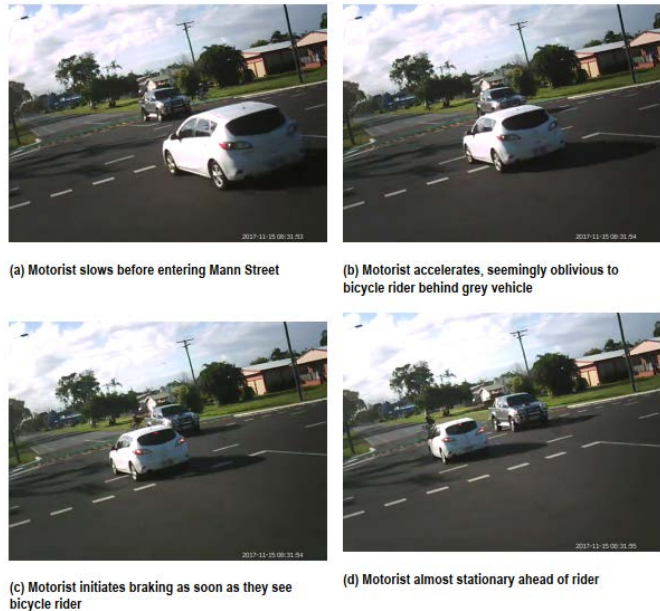 2017-11-15 08:31:53
2017-11-15 08:31:54
(a) Motorist slows before entering Mann Street
(b) Motorist accelerates, seemingly oblivious to
bicycle rider behind grey vehicle
2017-11-15 08:31:54
2017-11-15 08:31:55
(c) Motorist initiates braking as soon as they see
bicycle rider
(d) Motorist almost stationary ahead of rider